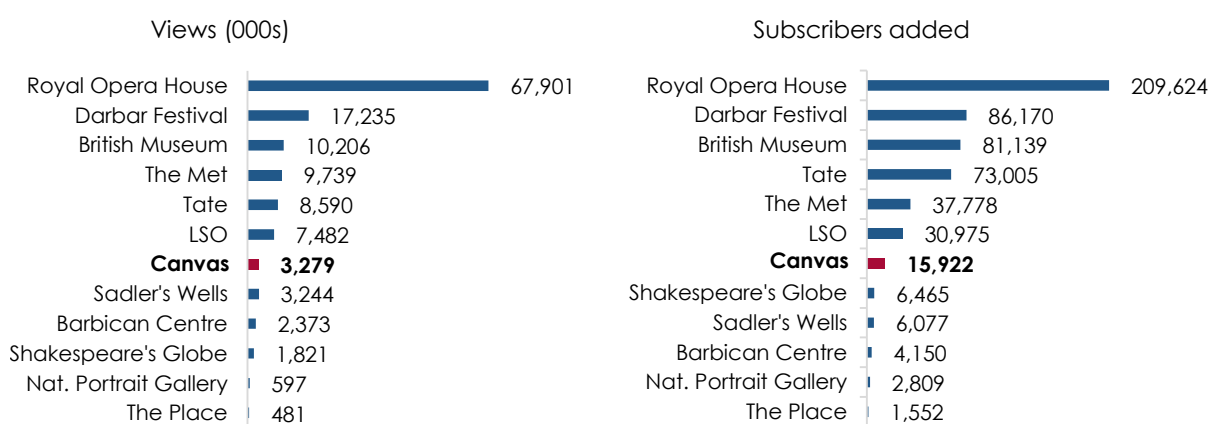 Views (000s)
Royal Opera House 67,901
Darbar Festival 17,235
British Museum 10,206
The Met 9,739
Tate 8,590
LSO 7,482
Canvas 3,279
Sadler's Wells 3,244
Barbican Centre 2,373
Shakespeare's Globe 1,821
Nat. Portrait Gallery 597
The Place 481
Subscribers added
Royal Opera House 209,624
Darbar Festival 86,170
British Museum 81,139
Tate 73,005
The Met 37,778
LSO 30,975
Canvas 15,922
Shakespeare's Globe 6,465
Sadler's Wells 6,077
Barbican Centre 4,150
Nat. Portrait Gallery 2,809
The Place 1,552